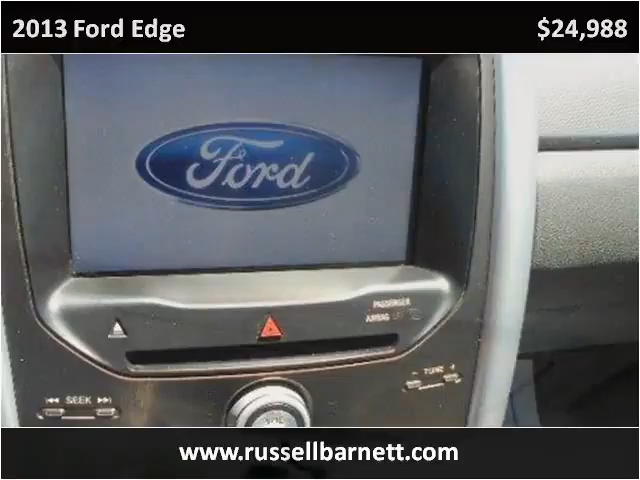 2013 Ford Edge $24,988
Ford
PASSENGER
AIRBAG
SEEK
- TUNE +
www.russellbarnett.com